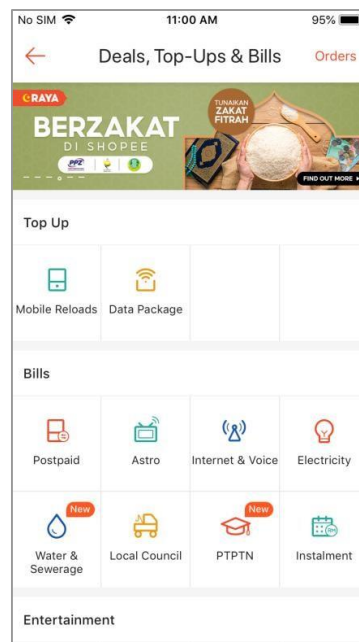 No SIM 11:00 AM 95%
Deals, Top-Ups & Bills Orders
RAYA
BERZAKAT
DI SHOPEE
PPZ
TUNAIKAN
ZAKAT
FITRAH
FIND OUT MORE
Top Up
Mobile Reloads Data Package
Bills
Postpaid Astro Internet & Voice Electricity
New New
Water &
Sewerage Local Council PTPTN Instalment
Entertainment